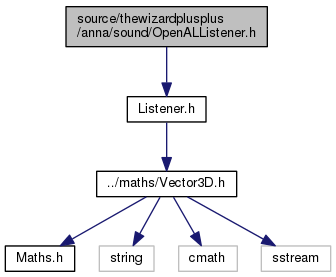 source/thewizardplusplus
/anna/sound/OpenALListener.h
Listener.h
../maths/Vector3D.h
Maths.h
string
cmath
sstream